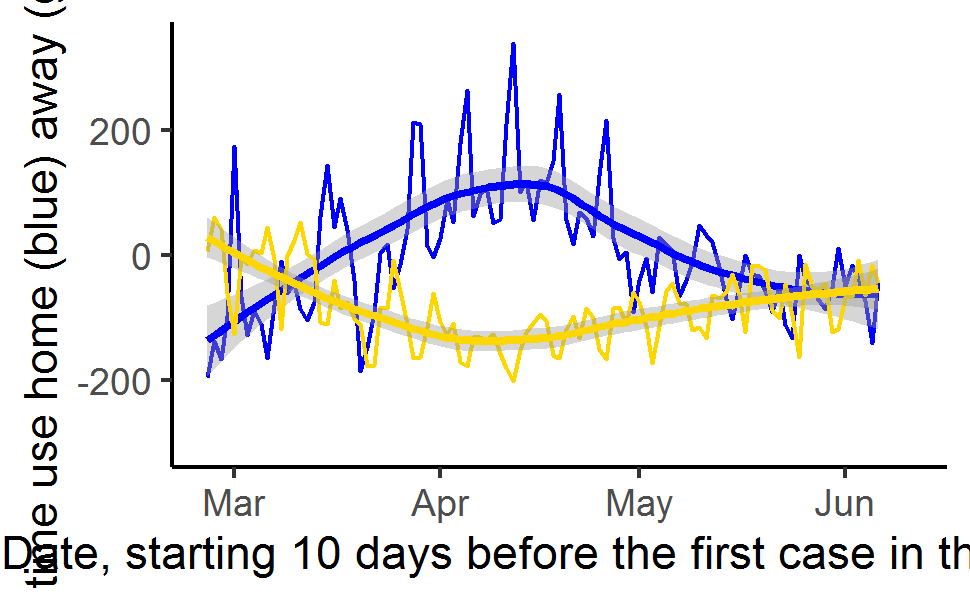 time use home (blue) away (
200
0
-200
Mar Apr May Jun
Date, starting 10 days before the first case in th